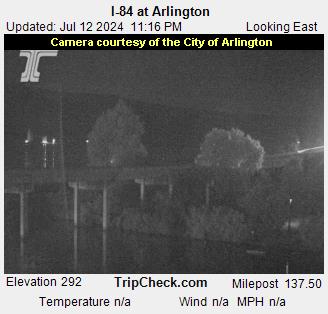 I-84 at Arlington
Updated: Jul 12 2024 11:16 PM Looking East
Camera courtesy of the City of Arlington
Elevation 292 TripCheck.com Milepost 137.50
Temperature n/a Wind n/a MPH n/a